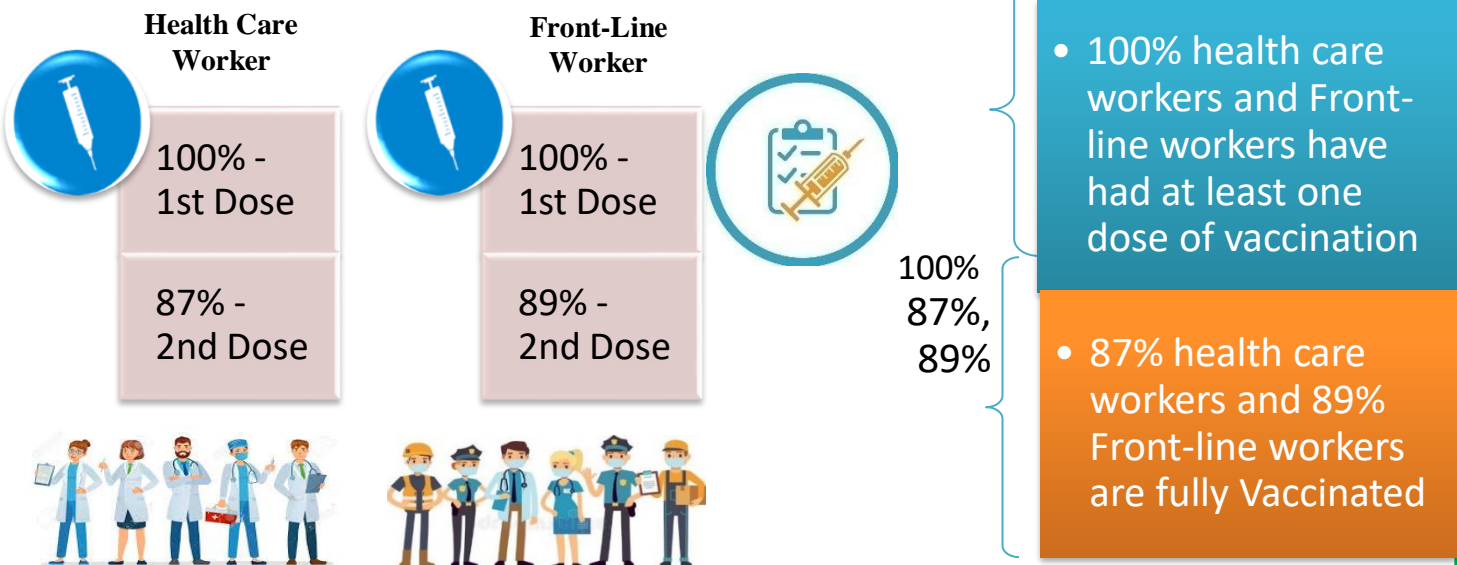 Health Care
Worker
100% -
1st Dose
87% -
2nd Dose
Front-Line
Worker
100% -
1st Dose
89% -
2nd Dose
100%
87%,
89%
• 100% health care
workers and Front-
line workers have
had at least one
dose of vaccination
• 87% health care
workers and 89%
Front-line workers
are fully Vaccinated